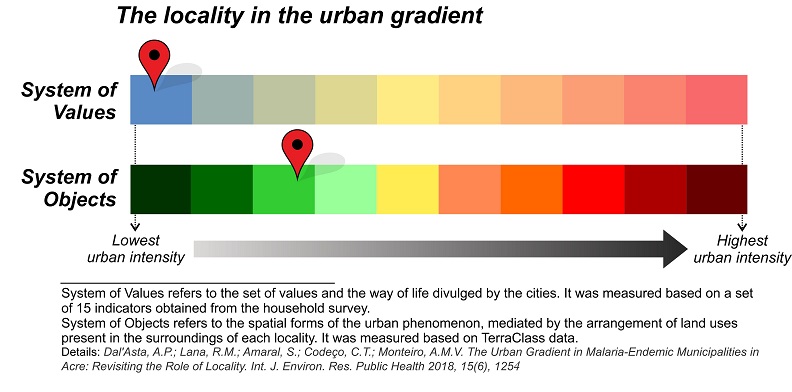 The locality in the urban gradient
System of
Values
System of
Objects
Lowest
urban intensity
Highest
urban intensity
System of Values refers to the set of values and the way of life divulged by the cities. It was measured based on a set
of 15 indicators obtained from the household survey.
System of Objects refers to the spatial forms of the urban phenomenon, mediated by the arrangement of land uses
present in the surroundings of each locality. It was measured based on TerraClass data.
Details: Dal'Asta, A.P.; Lana, R.M.; Amaral, S.; Codeço, C.T.; Monteiro, A.M.V. The Urban Gradient in Malaria-Endemic Municipalities in
Acre: Revisiting the Role of Locality. Int. J. Environ. Res. Public Health 2018, 15(6), 1254